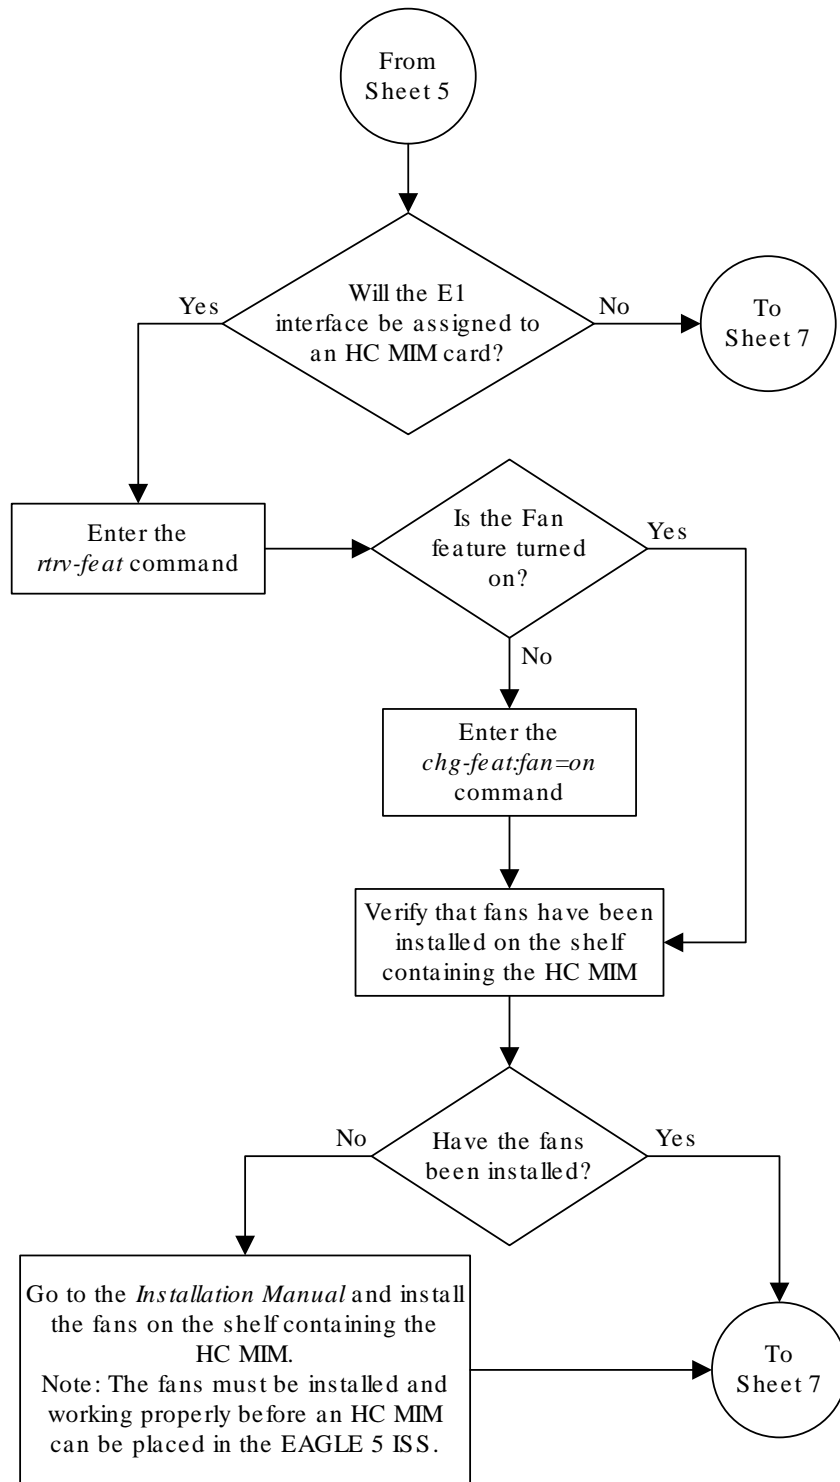 From
Sheet 5
Will the E1
interface be assigned to
an HC MIM card?
Yes
No
To
Sheet 7
Enter the
rtrv-feat command
Is the Fan
feature turned
on?
Yes
No
Enter the
chg-feat:fan=on
command
Verify that fans have been
installed on the shelf
containing the HC MIM
Have the fans
been installed?
No
Yes
Go to the Installation Manual and install
the fans on the shelf containing the
HC MIM.
Note: The fans must be installed and
working properly before an HC MIM
can be placed in the EAGLE 5 ISS.
To
Sheet 7